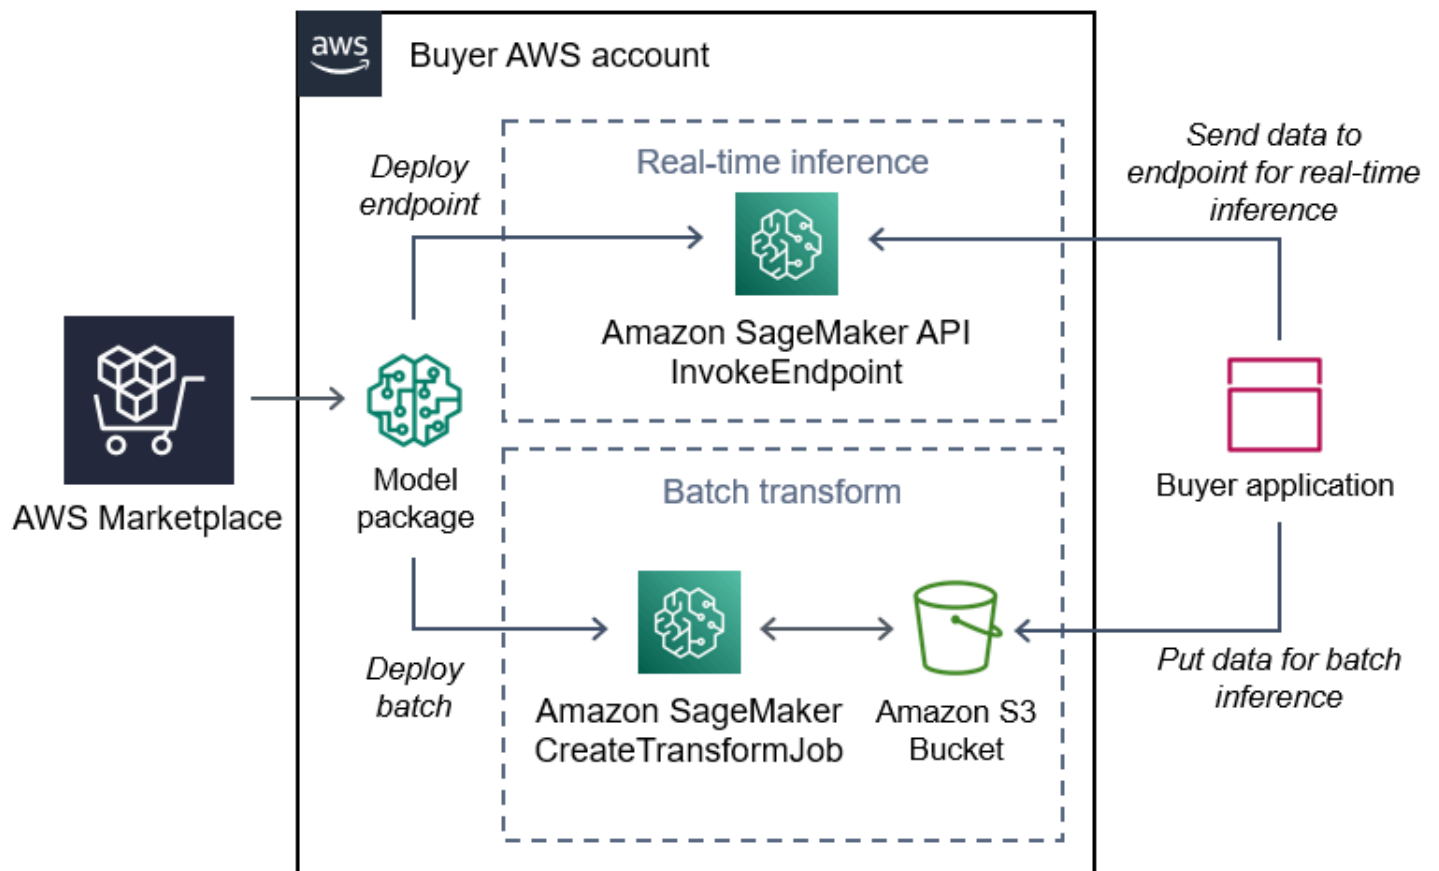 aws
Buyer AWS account
Real-time inference
Deploy
endpoint
Send data to
endpoint for real-time
inference
Amazon SageMaker API
InvokeEndpoint
AWS Marketplace
Model
package
Buyer application
Batch transform
Deploy
batch
Amazon SageMaker
CreateTransformJob
Amazon S3
Bucket
Put data for batch
inference